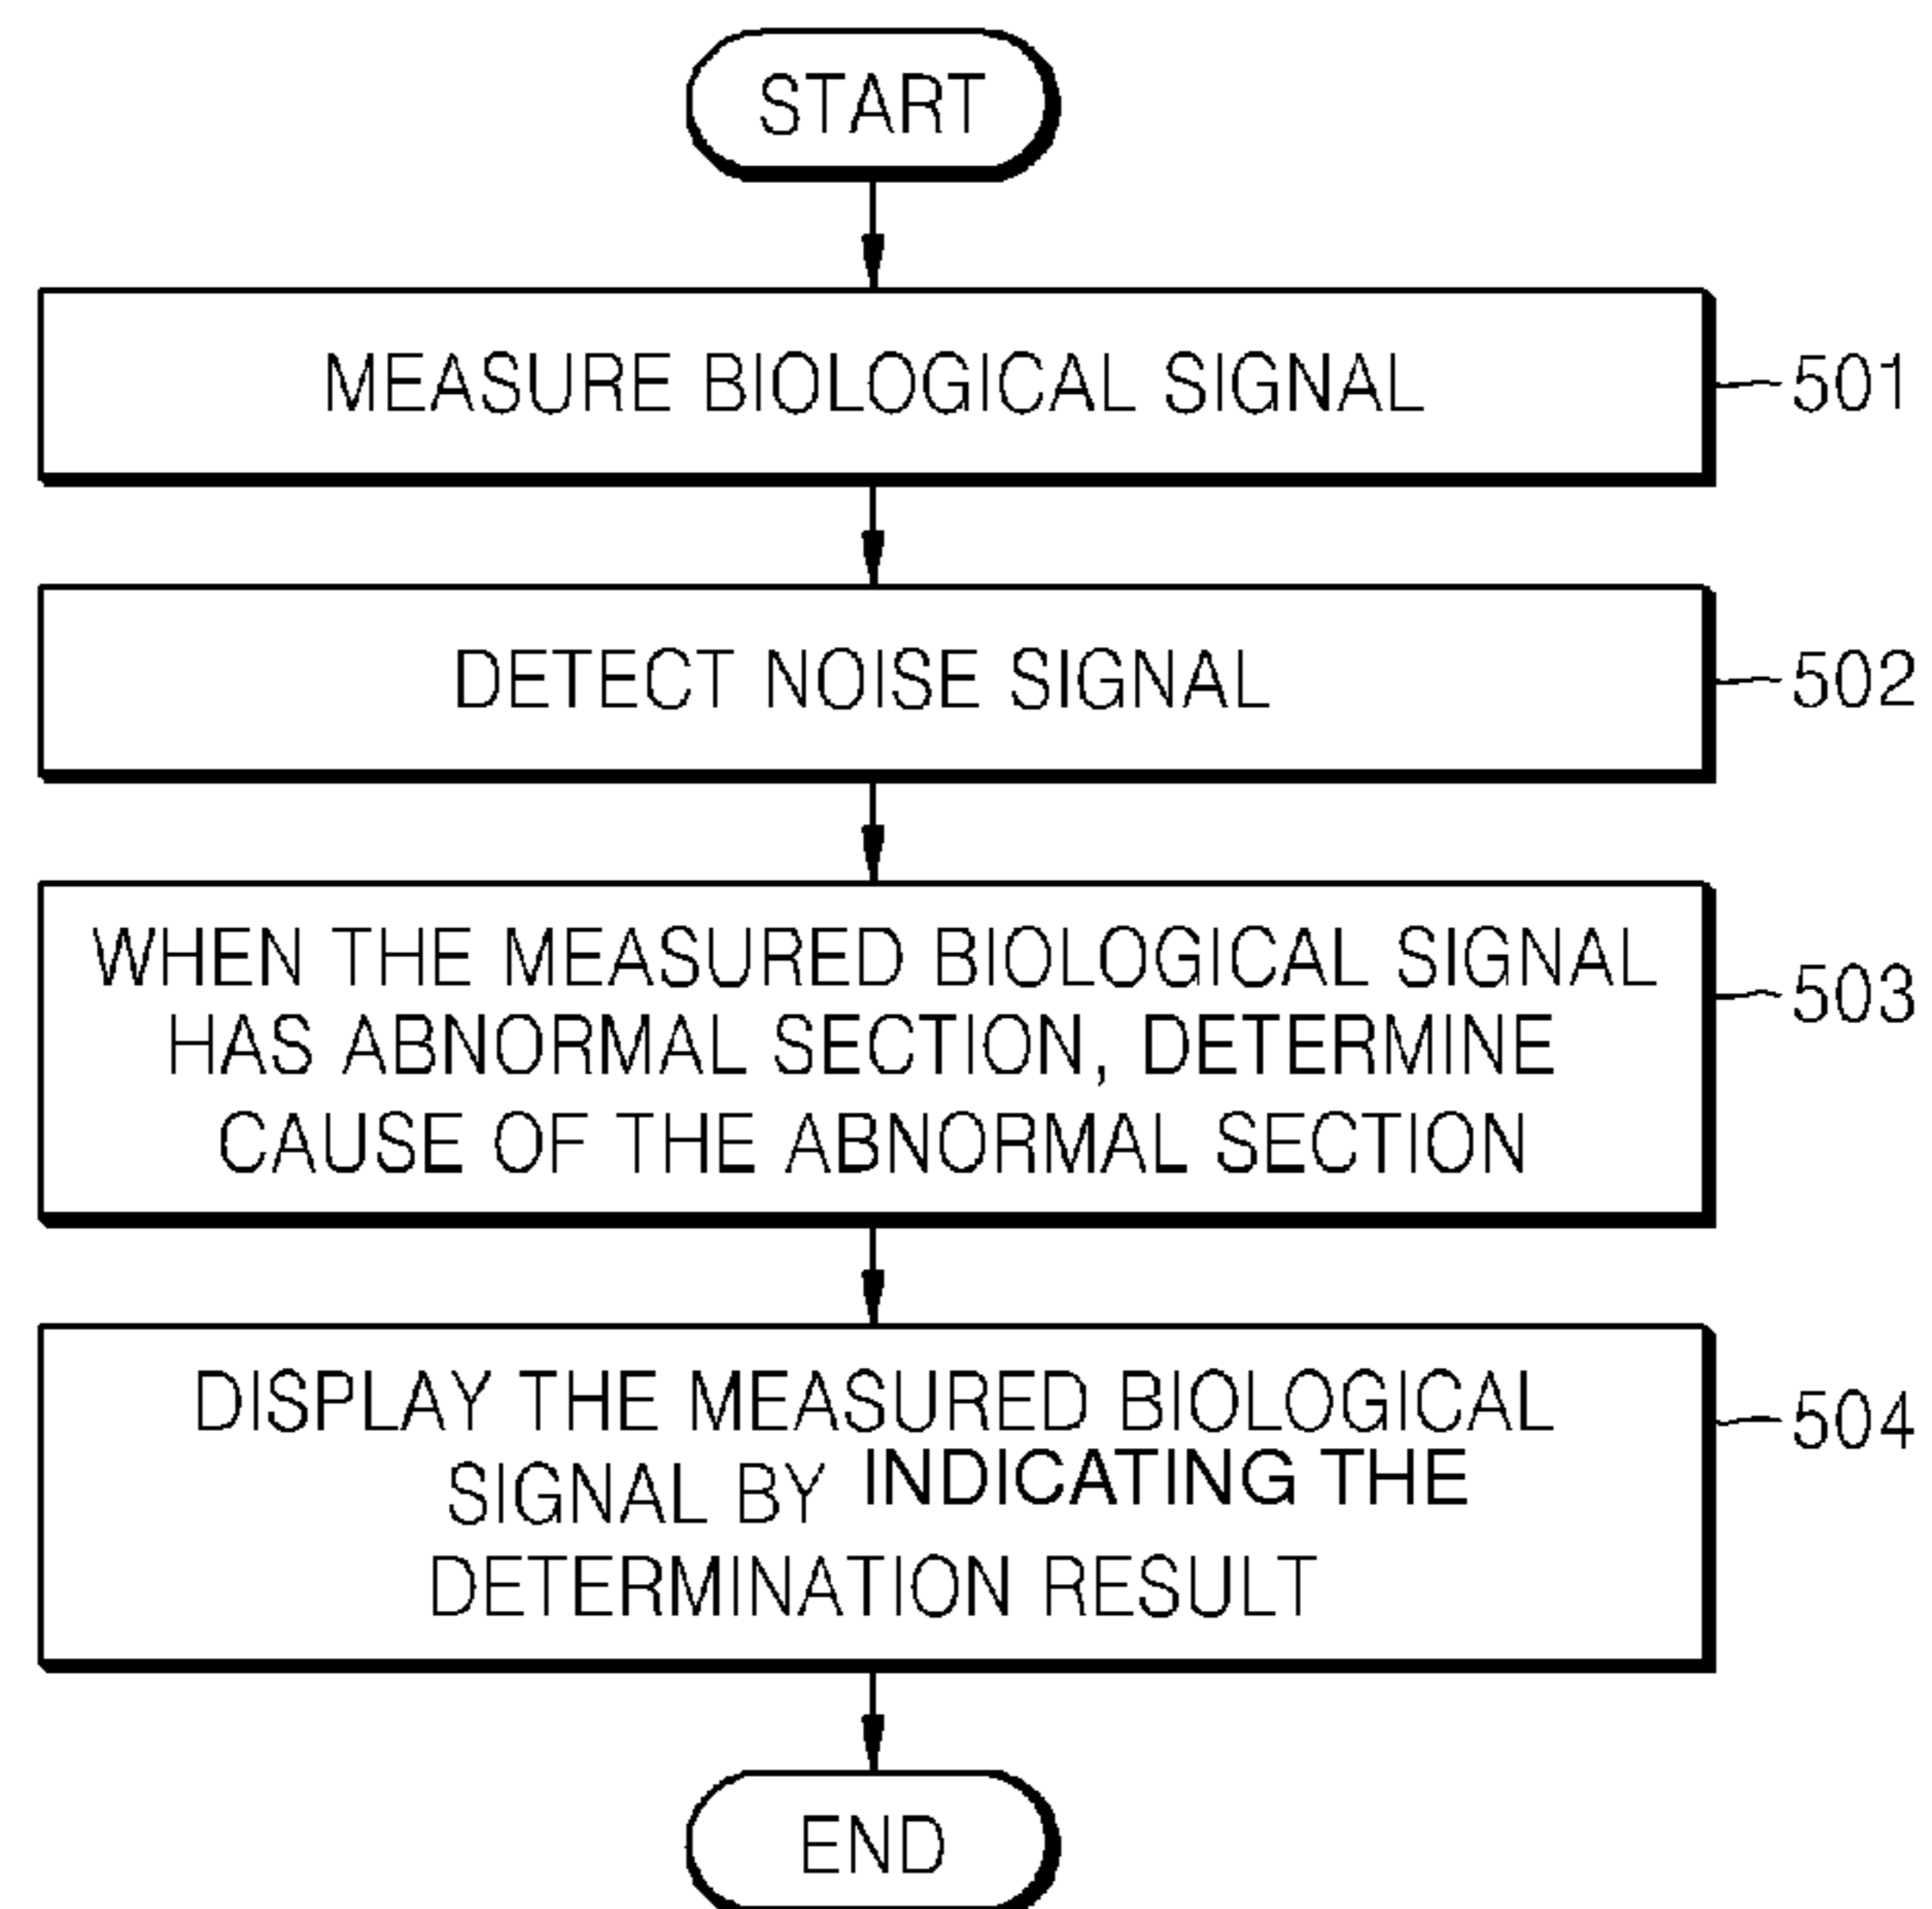 START
MEASURE BIOLOGICAL SIGNAL
501
DETECT NOISE SIGNAL
502
WHEN THE MEASURED BIOLOGICAL SIGNAL
HAS ABNORMAL SECTION, DETERMINE
CAUSE OF THE ABNORMAL SECTION
503
DISPLAY THE MEASURED BIOLOGICAL
SIGNAL BY INDICATING THE
DETERMINATION RESULT
504
END